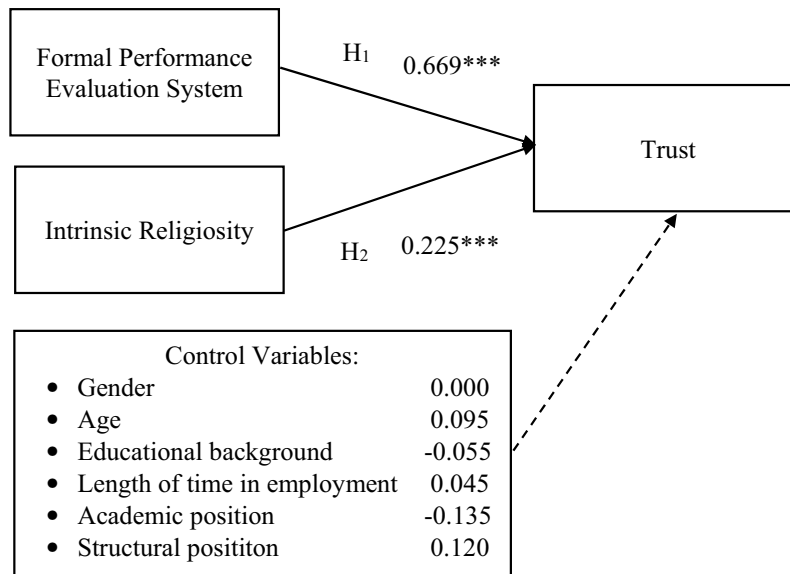 Formal Performance
Evaluation System
H₁ 0.669***
Trust
Intrinsic Religiosity
H₂ 0.225***
Control Variables:
• Gender 0.000
• Age 0.095
• Educational background -0.055
• Length of time in employment 0.045
• Academic position -0.135
• Structural posititon 0.120